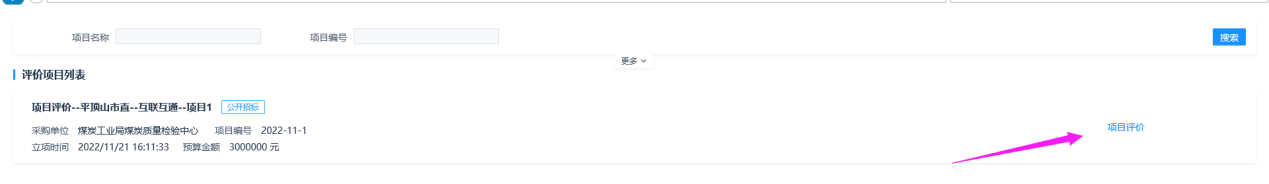 项目名称 项目编号 搜索
更多
评价项目列表
项目评价--平顶山市直--互联互通--项目1 公开招标
采购单位 煤炭工业局煤炭质量检验中心 项目编号 2022-11-1 项目评价
立项时间 2022/11/21 16:11:33 预算金额 3000000 元